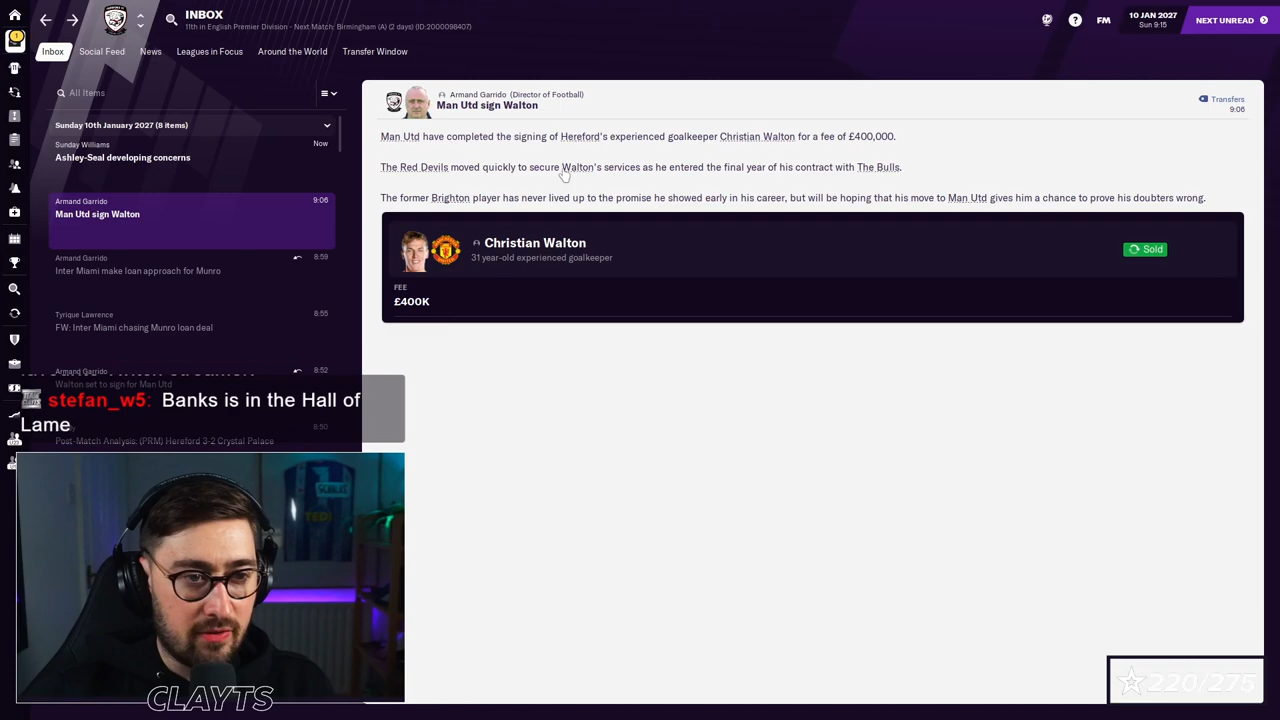 INBOX
11th in English Premier Division - Next Match: Birmingham (A) (2 days) (ID:2000098407)
FM
10 JAN 2027
Sun 9:15
NEXT UNREAD
1
Inbox
Social Feed
News
Leagues in Focus
Around the World
Transfer Window
All Items
Sunday 10th January 2027 (8 items)
Sunday Williams
Now
Ashley-Seal developing concerns
Armand Garrido
9:06
Man Utd sign Walton
Armand Garrido
8:59
Inter Miami make loan approach for Munro
Tyrique Lawrence
8:55
FW: Inter Miami chasing Munro loan deal
Armand Garrido
8:52
Walton set to sign for Man Utd
stefan_w5: Banks is in the Hall of
Lame
8:50
Post-Match Analysis: (PRM) Hereford 3-2 Crystal Palace
Armand Garrido (Director of Football)
Man Utd sign Walton
Transfers
9:06
Man Utd have completed the signing of Hereford's experienced goalkeeper Christian Walton for a fee of £400,000.
The Red Devils moved quickly to secure Walton's services as he entered the final year of his contract with The Bulls.
The former Brighton player has never lived up to the promise he showed early in his career, but will be hoping that his move to Man Utd gives him a chance to prove his doubters wrong.
Christian Walton
31 year-old experienced goalkeeper
Sold
FEE
£400K
CLAYTS
220/275